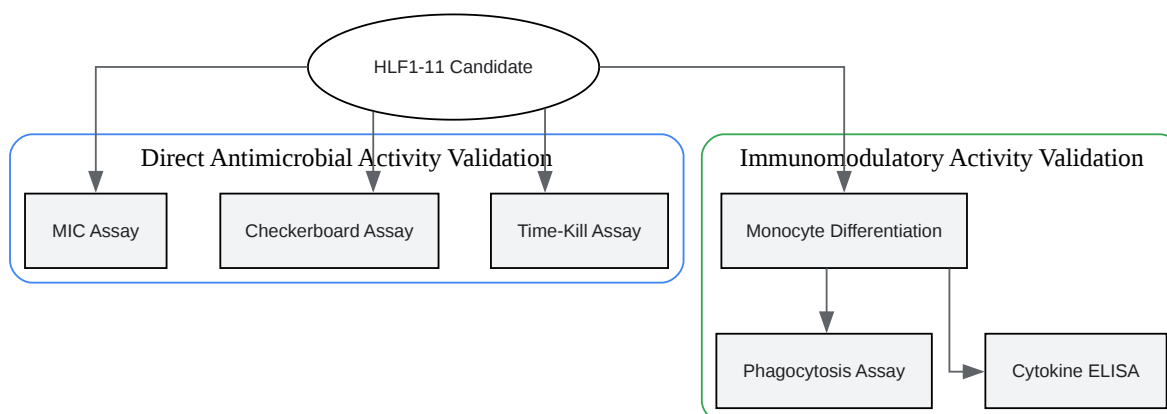 HLF1-11 Candidate
Direct Antimicrobial Activity Validation
Immunomodulatory Activity Validation
MIC Assay
Checkerboard Assay
Time-Kill Assay
Monocyte Differentiation
Phagocytosis Assay
Cytokine ELISA